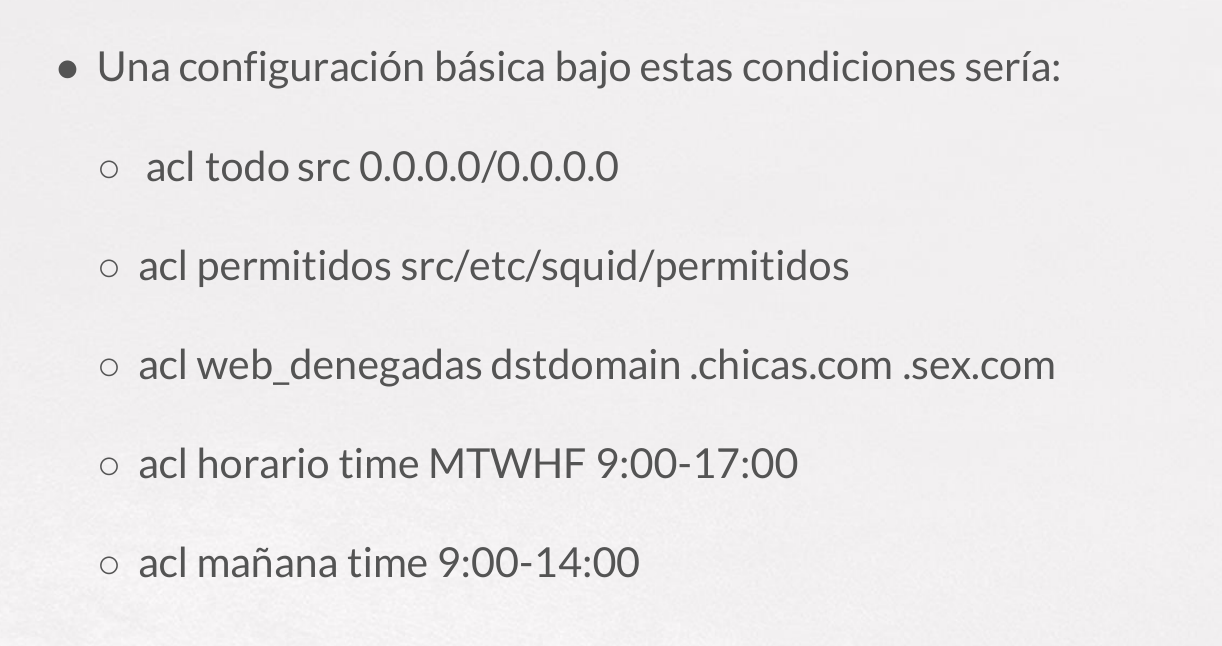 ● Una configuración básica bajo estas condiciones sería:
○ acl todo src 0.0.0.0/0.0.0.0
○ acl permitidos src/etc/squid/permitidos
○ acl web_denegadas dstdomain .chicas.com .sex.com
○ acl horario time MTWHF 9:00-17:00
○ acl mañana time 9:00-14:00